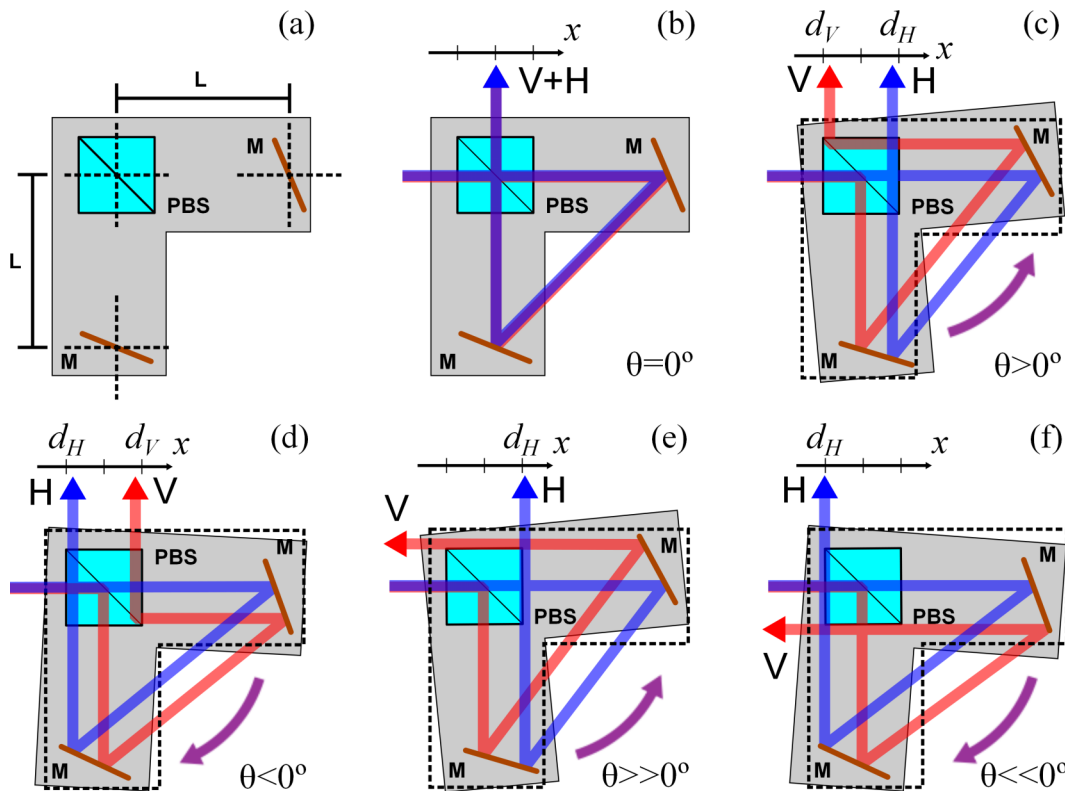 (a)
L
M
PBS
L
M
(b)
x
V+H
M
PBS
M
θ=0º
(c)
d_V d_H x
V H
M
PBS
M
θ>0º
(d)
d_H d_V x
H V
PBS
M
M
θ<0º
(e)
d_H x
H
V
M
PBS
M
θ>>0º
(f)
d_H x
H
M
PBS
V
M
θ<<0º